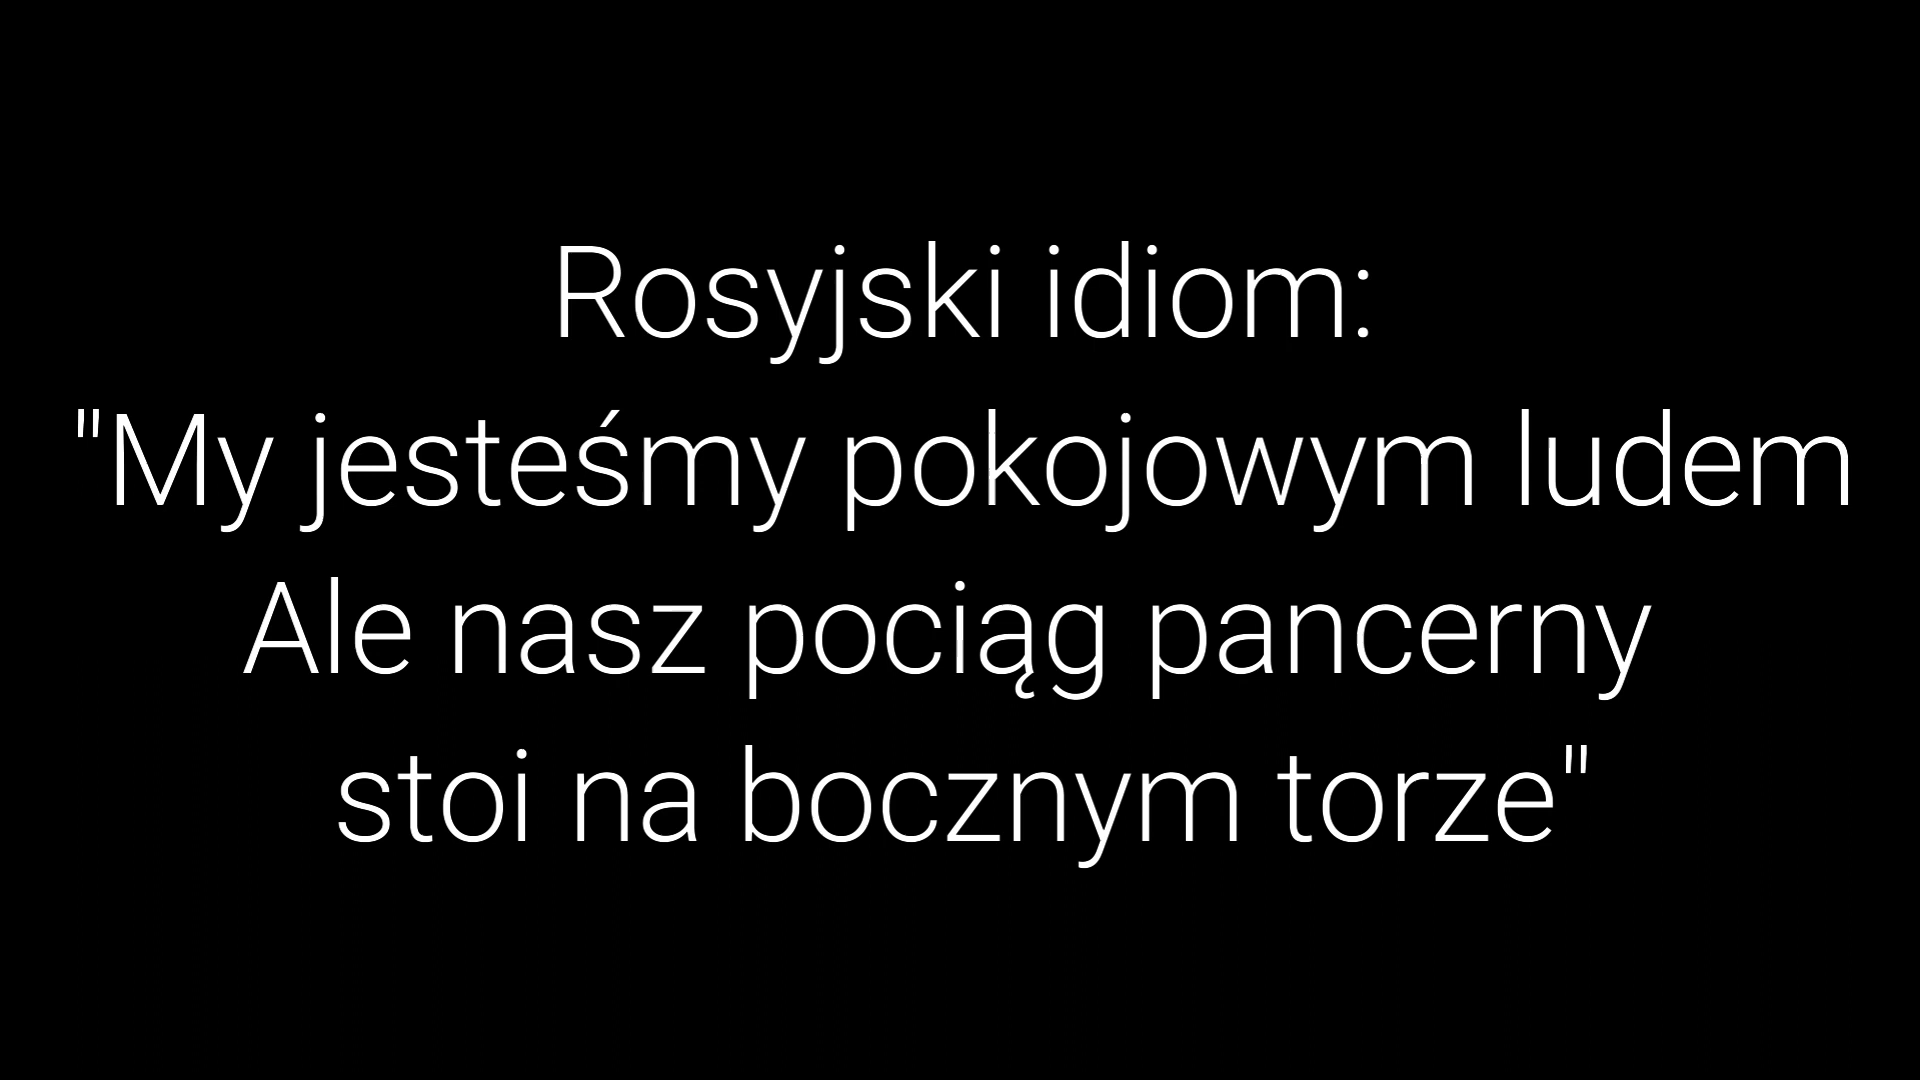 Rosyjski idiom:
"My jesteśmy pokojowym ludem
Ale nasz pociąg pancerny
stoi na bocznym torze"